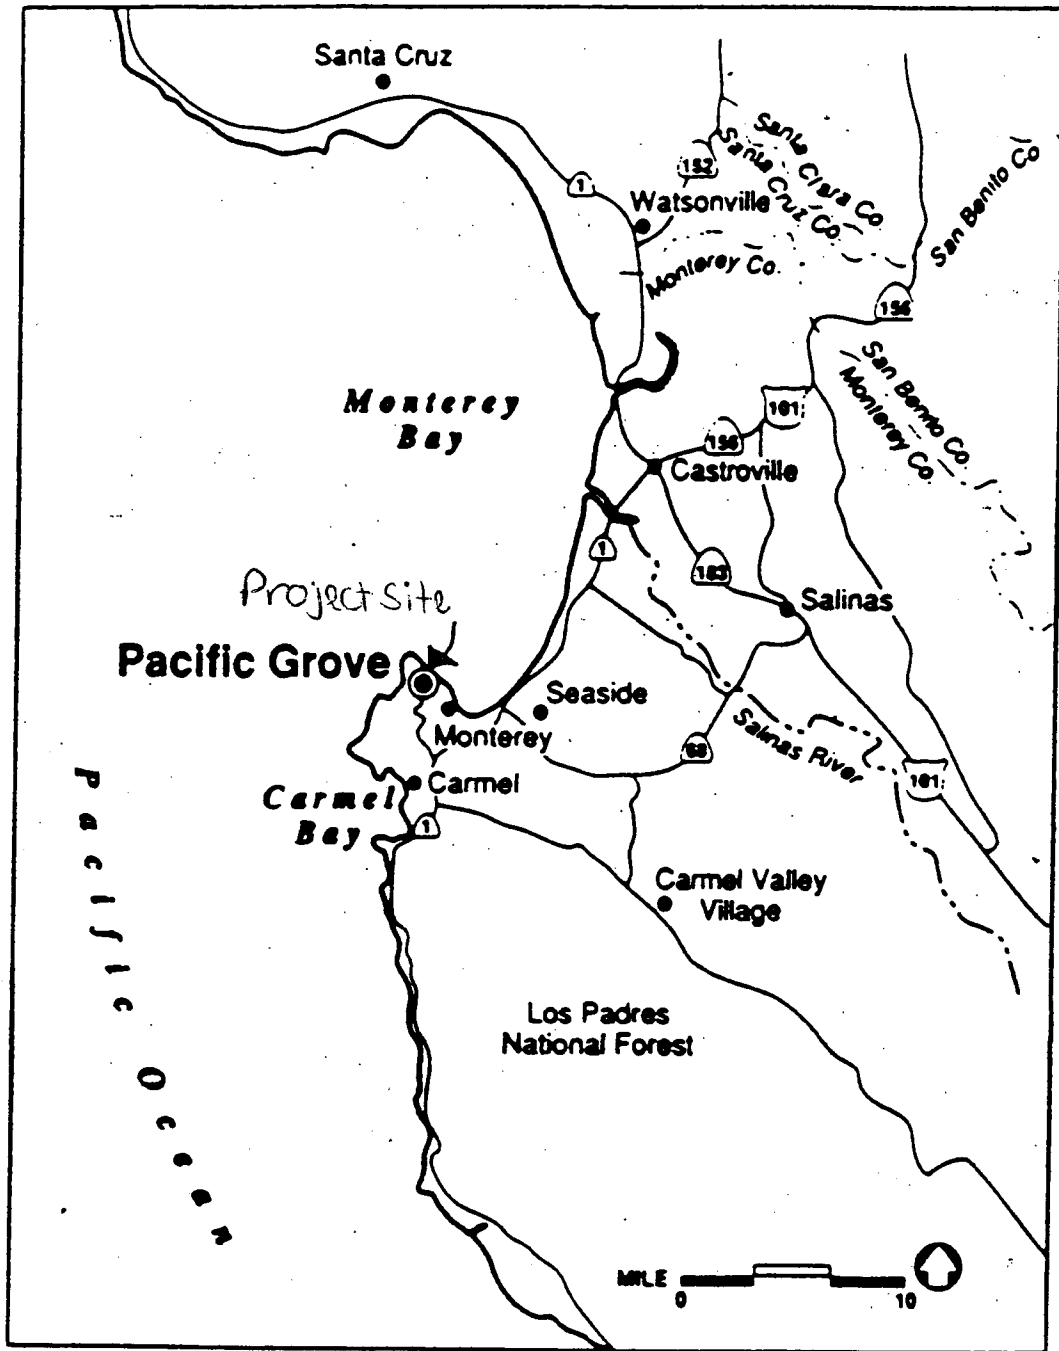 Santa Cruz
152
Santa Clara Co
Santa Cruz Co.
San Benito Co
1
Watsonville
Monterey Co.
156
San Benito Co.
Monterey Co.
Monterey
Bay
101
156
Castroville
1
183
Project Site
Salinas
Pacific Grove
Seaside
Monterey
68
Salinas River
101
Carmel
Carmel
Bay
1
Pacific Ocean
Carmel Valley
Village
Los Padres
National Forest
MILE
0
10